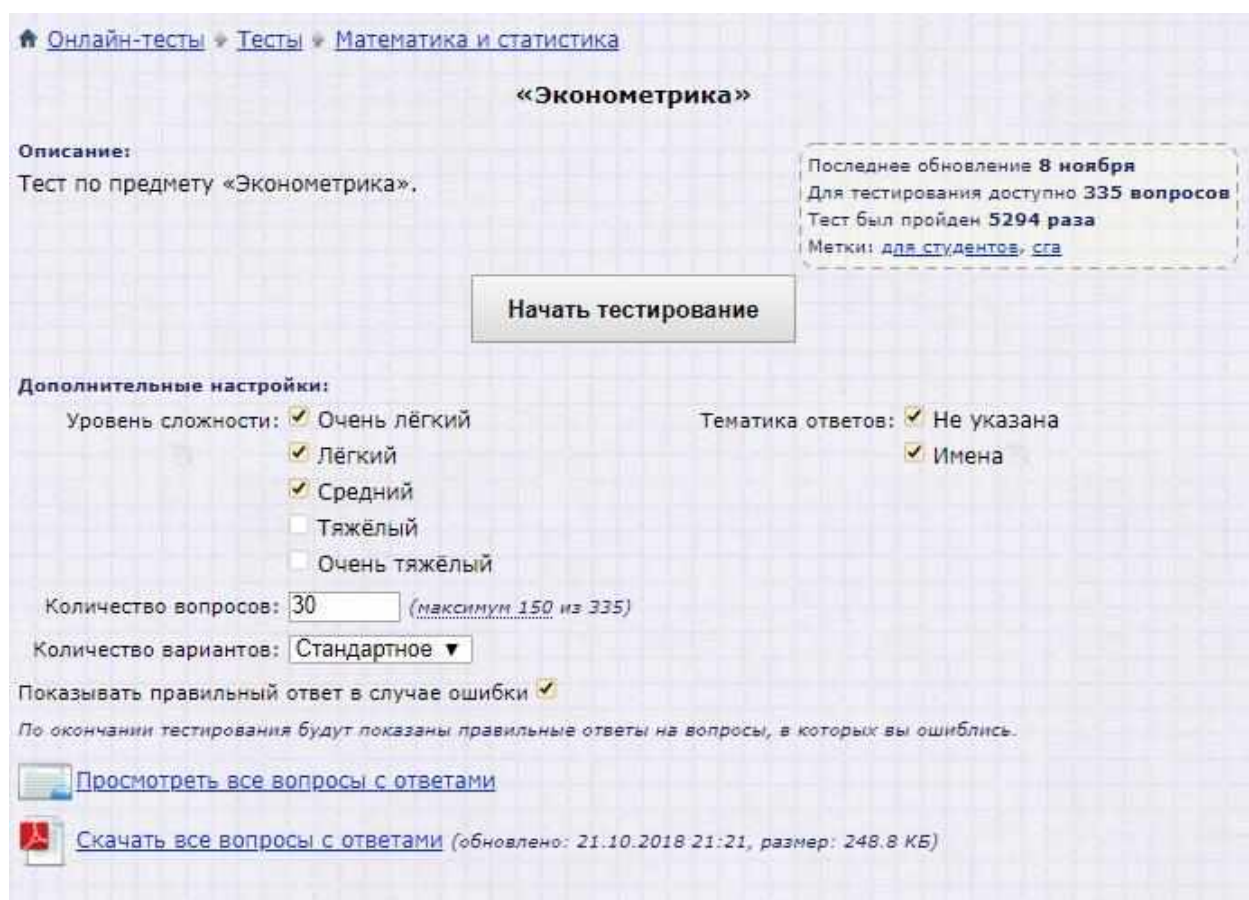 Онлайн-тесты Тесты Математика и статистика
«Эконометрика»
Описание:
Тест по предмету «Эконометрика».
Последнее обновление 8 ноября
Для тестирования доступно 335 вопросов
Тест был пройден 5294 раза
Метки: для студентов, сга
Начать тестирование
Дополнительные настройки:
Уровень сложности: Очень лёгкий
Лёгкий
Средний
Тяжёлый
Очень тяжёлый
Тематика ответов: Не указана
Имена
Количество вопросов: 30 (максимум 150 из 335)
Количество вариантов: Стандартное ▼
Показывать правильный ответ в случае ошибки
По окончании тестирования будут показаны правильные ответы на вопросы, в которых вы ошиблись.
Просмотреть все вопросы с ответами
Скачать все вопросы с ответами (обновлено: 21.10.2018 21:21, размер: 248.8 КБ)